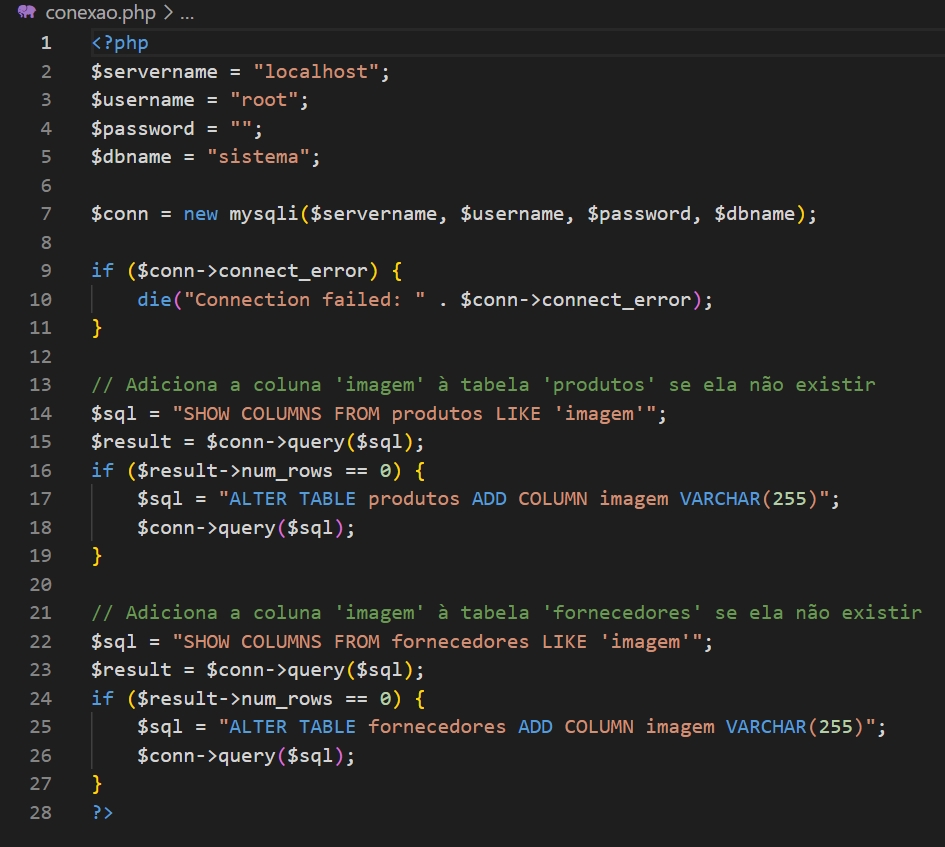 conexao.php > ...
1 <?php
2 $servername = "localhost";
3 $username = "root";
4 $password = "";
5 $dbname = "sistema";
6
7 $conn = new mysqli($servername, $username, $password, $dbname);
8
9 if ($conn->connect_error) {
10     die("Connection failed: " . $conn->connect_error);
11 }
12
13 // Adiciona a coluna 'imagem' à tabela 'produtos' se ela não existir
14 $sql = "SHOW COLUMNS FROM produtos LIKE 'imagem'";
15 $result = $conn->query($sql);
16 if ($result->num_rows == 0) {
17     $sql = "ALTER TABLE produtos ADD COLUMN imagem VARCHAR(255)";
18     $conn->query($sql);
19 }
20
21 // Adiciona a coluna 'imagem' à tabela 'fornecedores' se ela não existir
22 $sql = "SHOW COLUMNS FROM fornecedores LIKE 'imagem'";
23 $result = $conn->query($sql);
24 if ($result->num_rows == 0) {
25     $sql = "ALTER TABLE fornecedores ADD COLUMN imagem VARCHAR(255)";
26     $conn->query($sql);
27 }
28 ?>